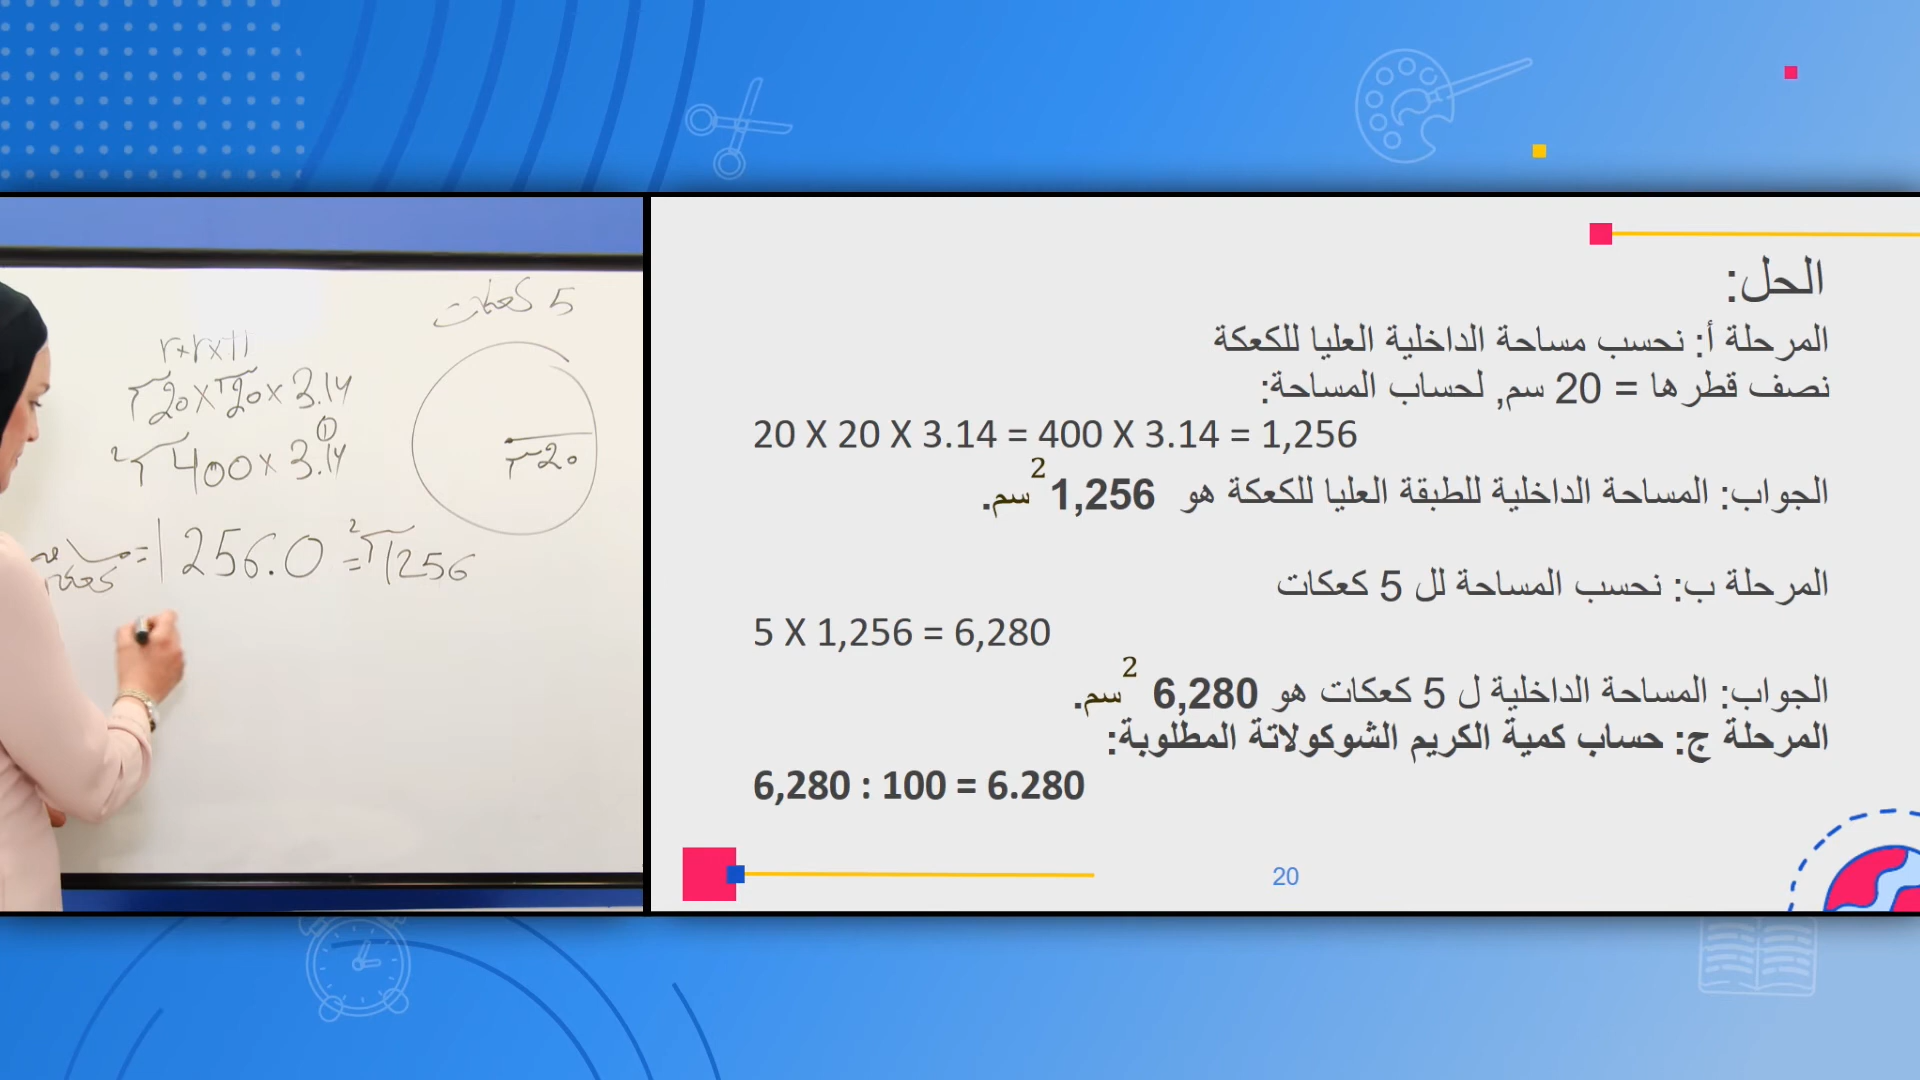 5 كعكات
r×r×π
20×20×3.14
20
400×3.14
1256.0 = 1256
كعكة
الحل:
المرحلة أ: نحسب مساحة الداخلية العليا للكعكة
نصف قطرها = 20 سم, لحساب المساحة:
20 X 20 X 3.14 = 400 X 3.14 = 1,256
الجواب: المساحة الداخلية للطبقة العليا للكعكة هو 1,256 سم².
المرحلة ب: نحسب المساحة لل 5 كعكات
5 X 1,256 = 6,280
الجواب: المساحة الداخلية ل 5 كعكات هو 6,280 سم².
المرحلة ج: حساب كمية الكريم الشوكولاتة المطلوبة:
6,280 : 100 = 6.280
20